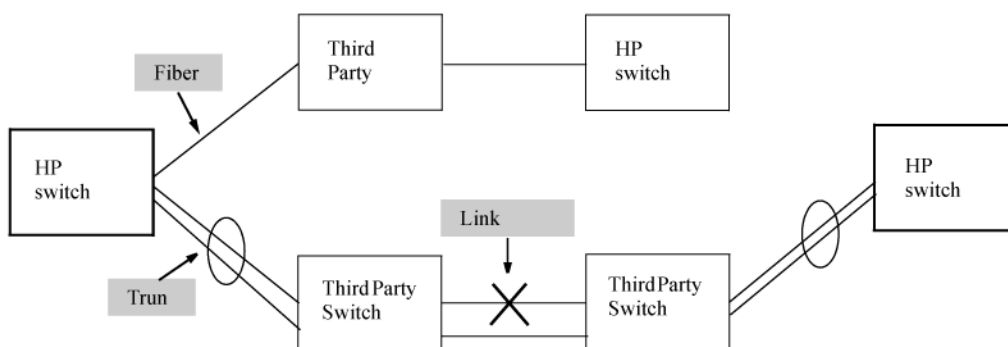 Third
Party
HP
switch
Fiber
HP
switch
HP
switch
Link
Trun
Third Party
Switch
Third Party
Switch